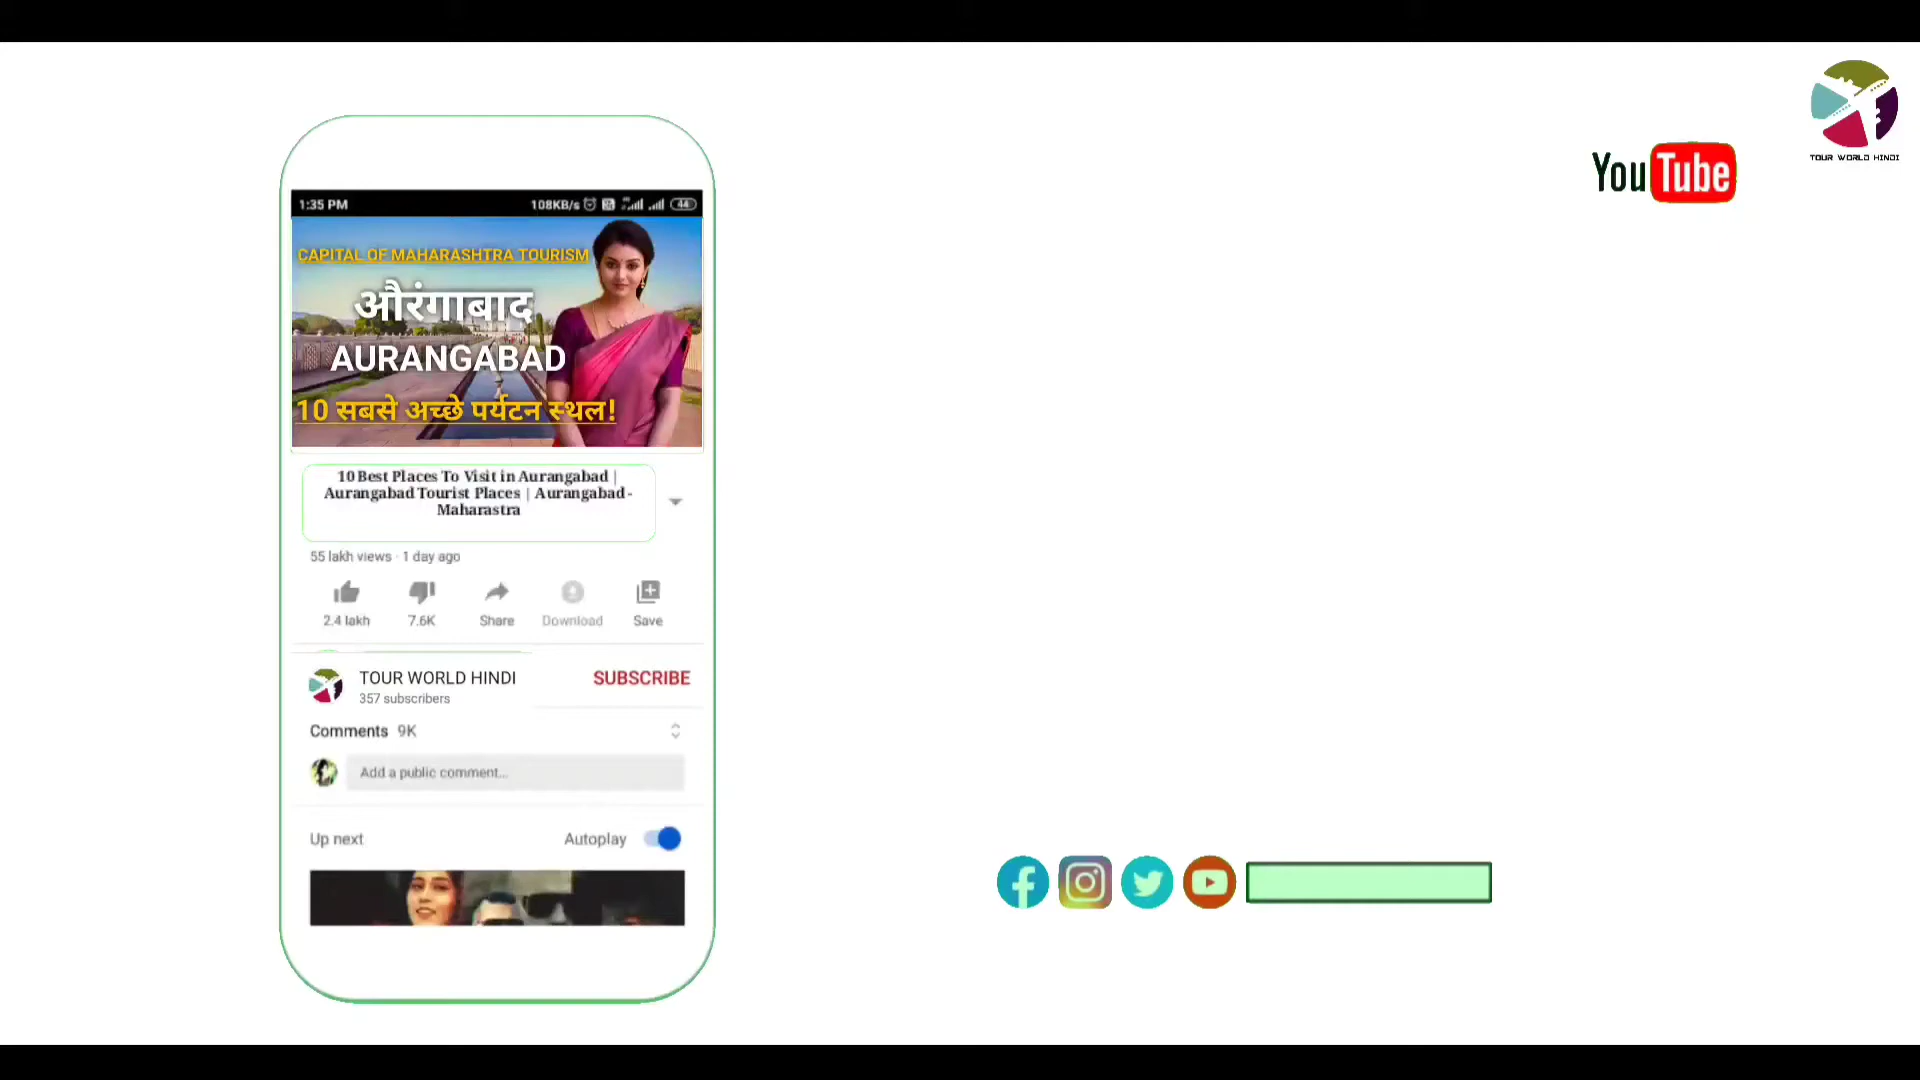 TOUR WORLD HINDI
YouTube
1:35 PM
108KB/s
44
CAPITAL OF MAHARASHTRA TOURISM
औरंगाबाद
AURANGABAD
10 सबसे अच्छे पर्यटन स्थल!
10 Best Places To Visit in Aurangabad |
Aurangabad Tourist Places | Aurangabad -
Maharastra
55 lakh views · 1 day ago
2.4 lakh
7.6K
Share
Download
Save
TOUR WORLD HINDI
SUBSCRIBE
357 subscribers
Comments 9K
Add a public comment...
Up next
Autoplay